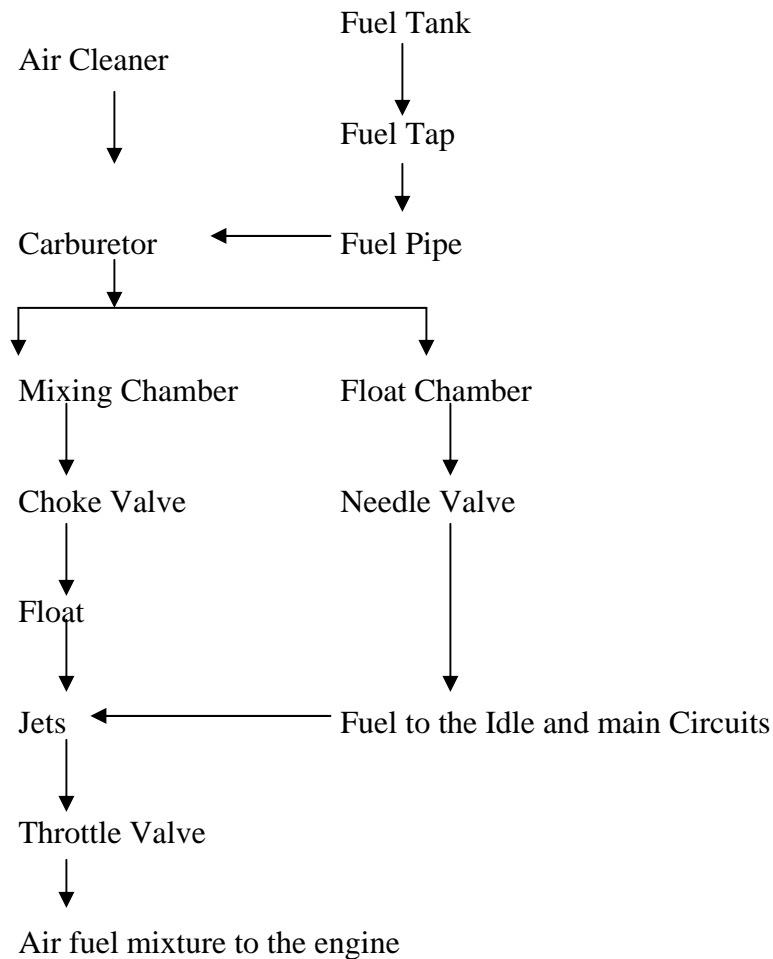 Fuel Tank
Air Cleaner
Fuel Tap
Carburetor
Fuel Pipe
Mixing Chamber
Float Chamber
Choke Valve
Needle Valve
Float
Jets
Fuel to the Idle and main Circuits
Throttle Valve
Air fuel mixture to the engine